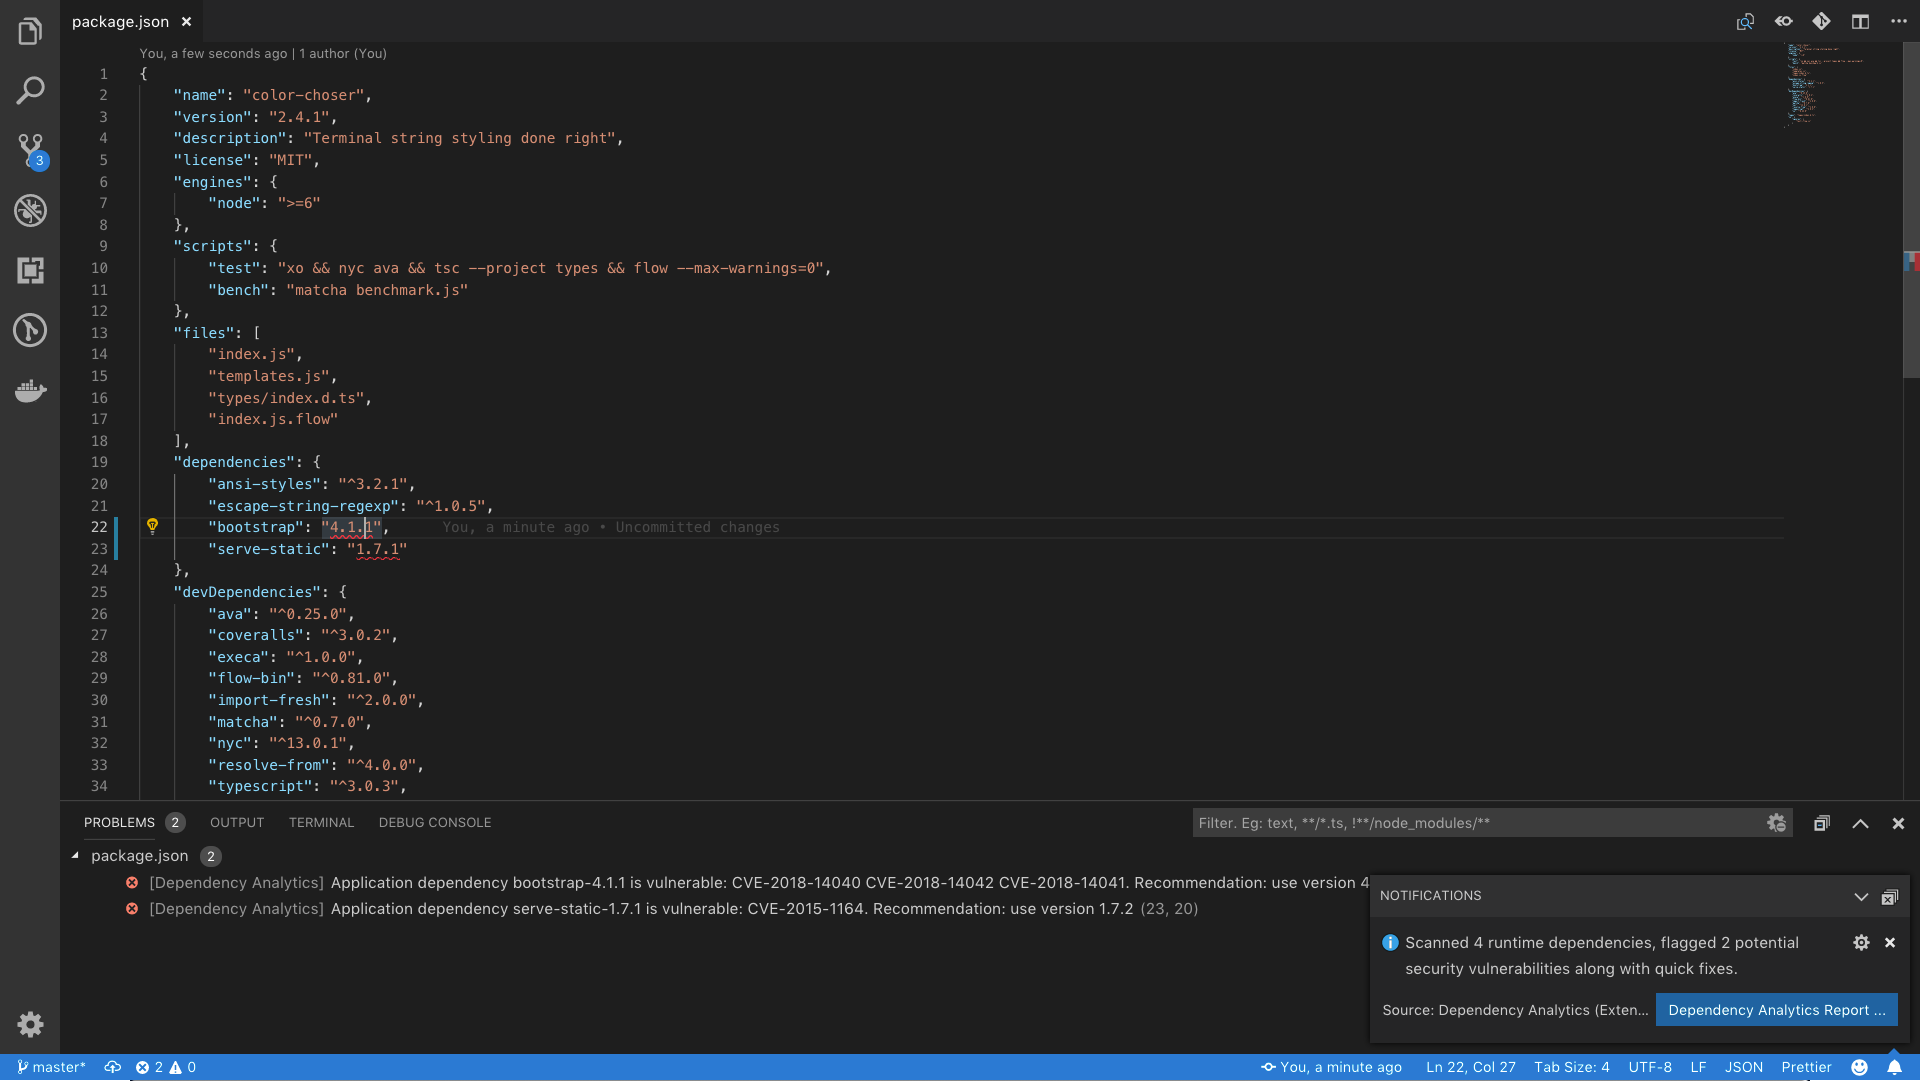 package.json
You, a few seconds ago | 1 author (You)
1 {
2 "name": "color-choser",
3 "version": "2.4.1",
4 "description": "Terminal string styling done right",
5 "license": "MIT",
6 "engines": {
7 "node": ">=6"
8 },
9 "scripts": {
10 "test": "xo && nyc ava && tsc --project types && flow --max-warnings=0",
11 "bench": "matcha benchmark.js"
12 },
13 "files": [
14 "index.js",
15 "templates.js",
16 "types/index.d.ts",
17 "index.js.flow"
18 ],
19 "dependencies": {
20 "ansi-styles": "^3.2.1",
21 "escape-string-regexp": "^1.0.5",
22 "bootstrap": "4.1.1", You, a minute ago • Uncommitted changes
23 "serve-static": "1.7.1"
24 },
25 "devDependencies": {
26 "ava": "^0.25.0",
27 "coveralls": "^3.0.2",
28 "execa": "^1.0.0",
29 "flow-bin": "^0.81.0",
30 "import-fresh": "^2.0.0",
31 "matcha": "^0.7.0",
32 "nyc": "^13.0.1",
33 "resolve-from": "^4.0.0",
34 "typescript": "^3.0.3",
3
PROBLEMS 2 OUTPUT TERMINAL DEBUG CONSOLE Filter. Eg: text, **/*.ts, !**/node_modules/**
package.json 2
[Dependency Analytics] Application dependency bootstrap-4.1.1 is vulnerable: CVE-2018-14040 CVE-2018-14042 CVE-2018-14041. Recommendation: use version 4
[Dependency Analytics] Application dependency serve-static-1.7.1 is vulnerable: CVE-2015-1164. Recommendation: use version 1.7.2 (23, 20)
NOTIFICATIONS
Scanned 4 runtime dependencies, flagged 2 potential
security vulnerabilities along with quick fixes.
Source: Dependency Analytics (Exten... Dependency Analytics Report ...
master* 2 0 You, a minute ago Ln 22, Col 27 Tab Size: 4 UTF-8 LF JSON Prettier